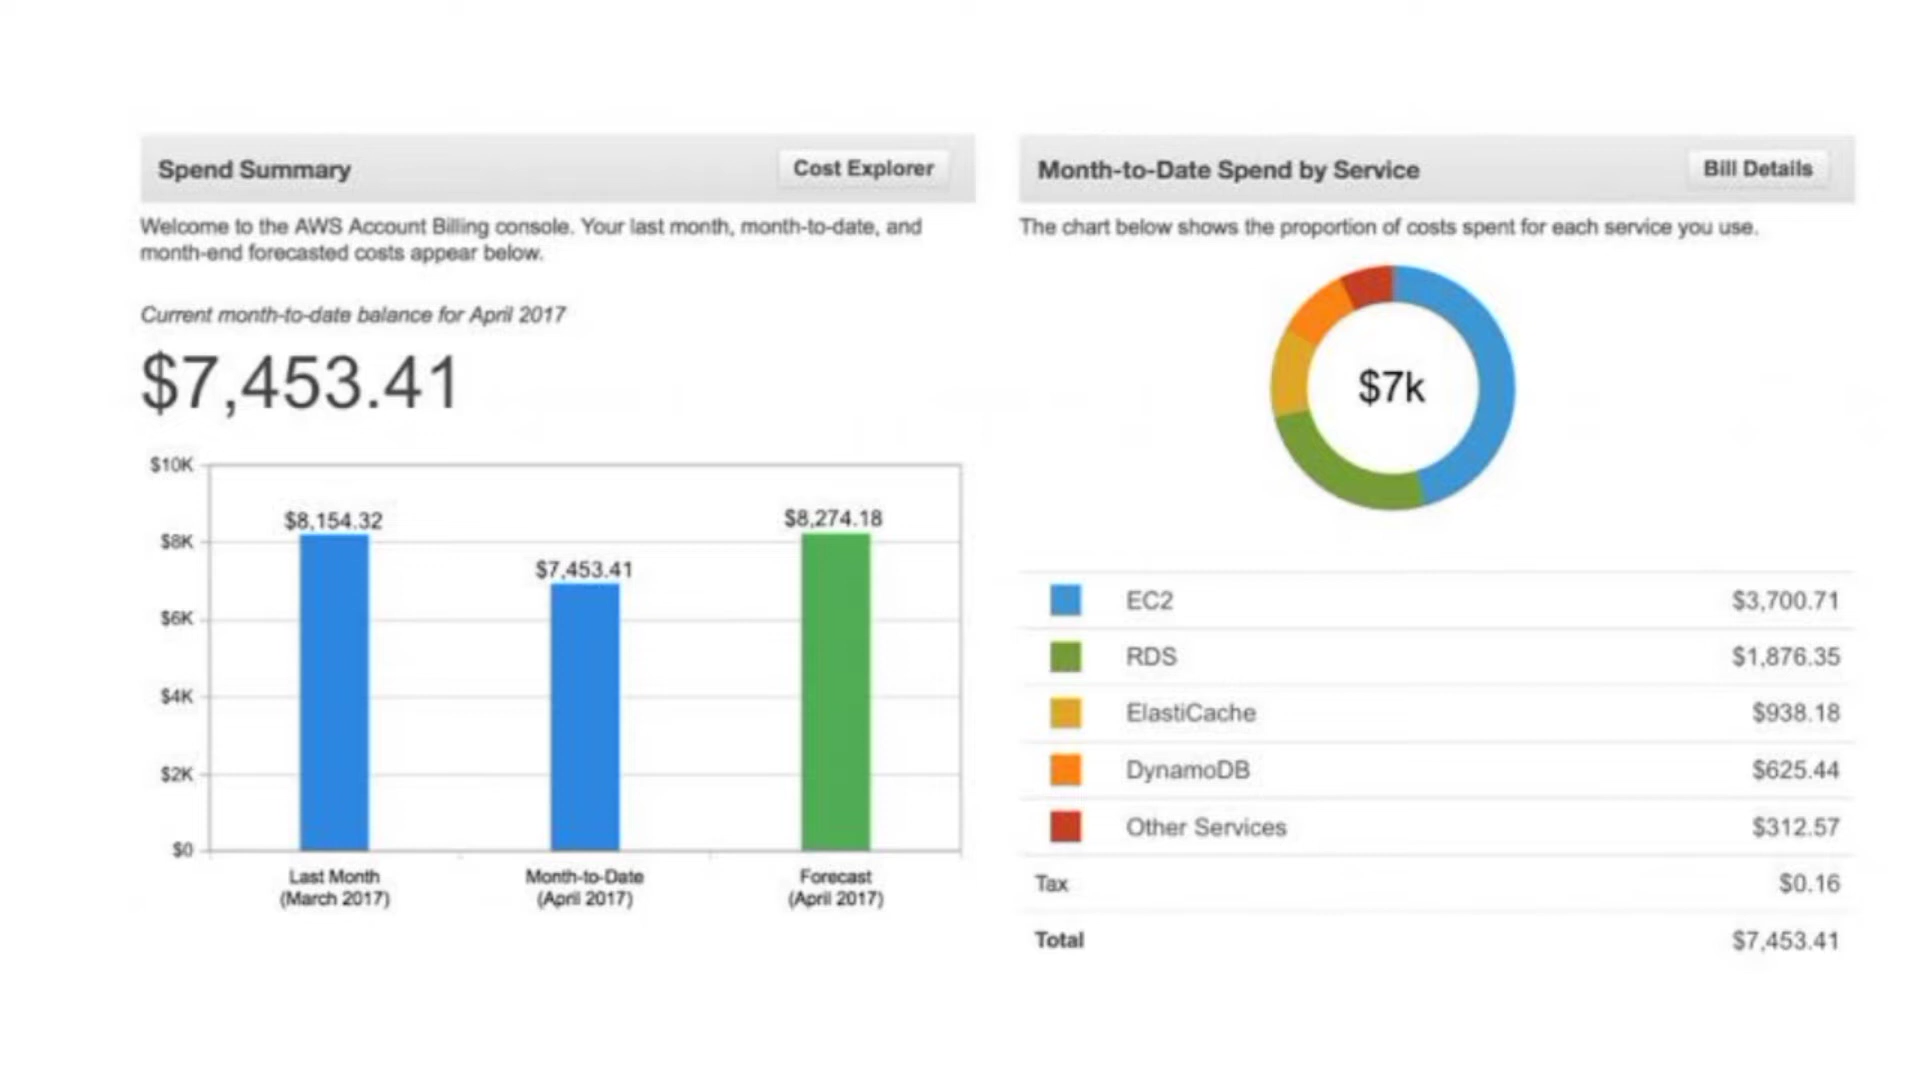 Spend Summary
Cost Explorer
Welcome to the AWS Account Billing console. Your last month, month-to-date, and
month-end forecasted costs appear below.
Current month-to-date balance for April 2017
$7,453.41
$10K
$8K
$6K
$4K
$2K
$0
$8,154.32
$7,453.41
$8,274.18
Last Month
(March 2017)
Month-to-Date
(April 2017)
Forecast
(April 2017)
Month-to-Date Spend by Service
Bill Details
The chart below shows the proportion of costs spent for each service you use.
$7k
EC2 $3,700.71
RDS $1,876.35
ElastiCache $938.18
DynamoDB $625.44
Other Services $312.57
Tax $0.16
Total $7,453.41